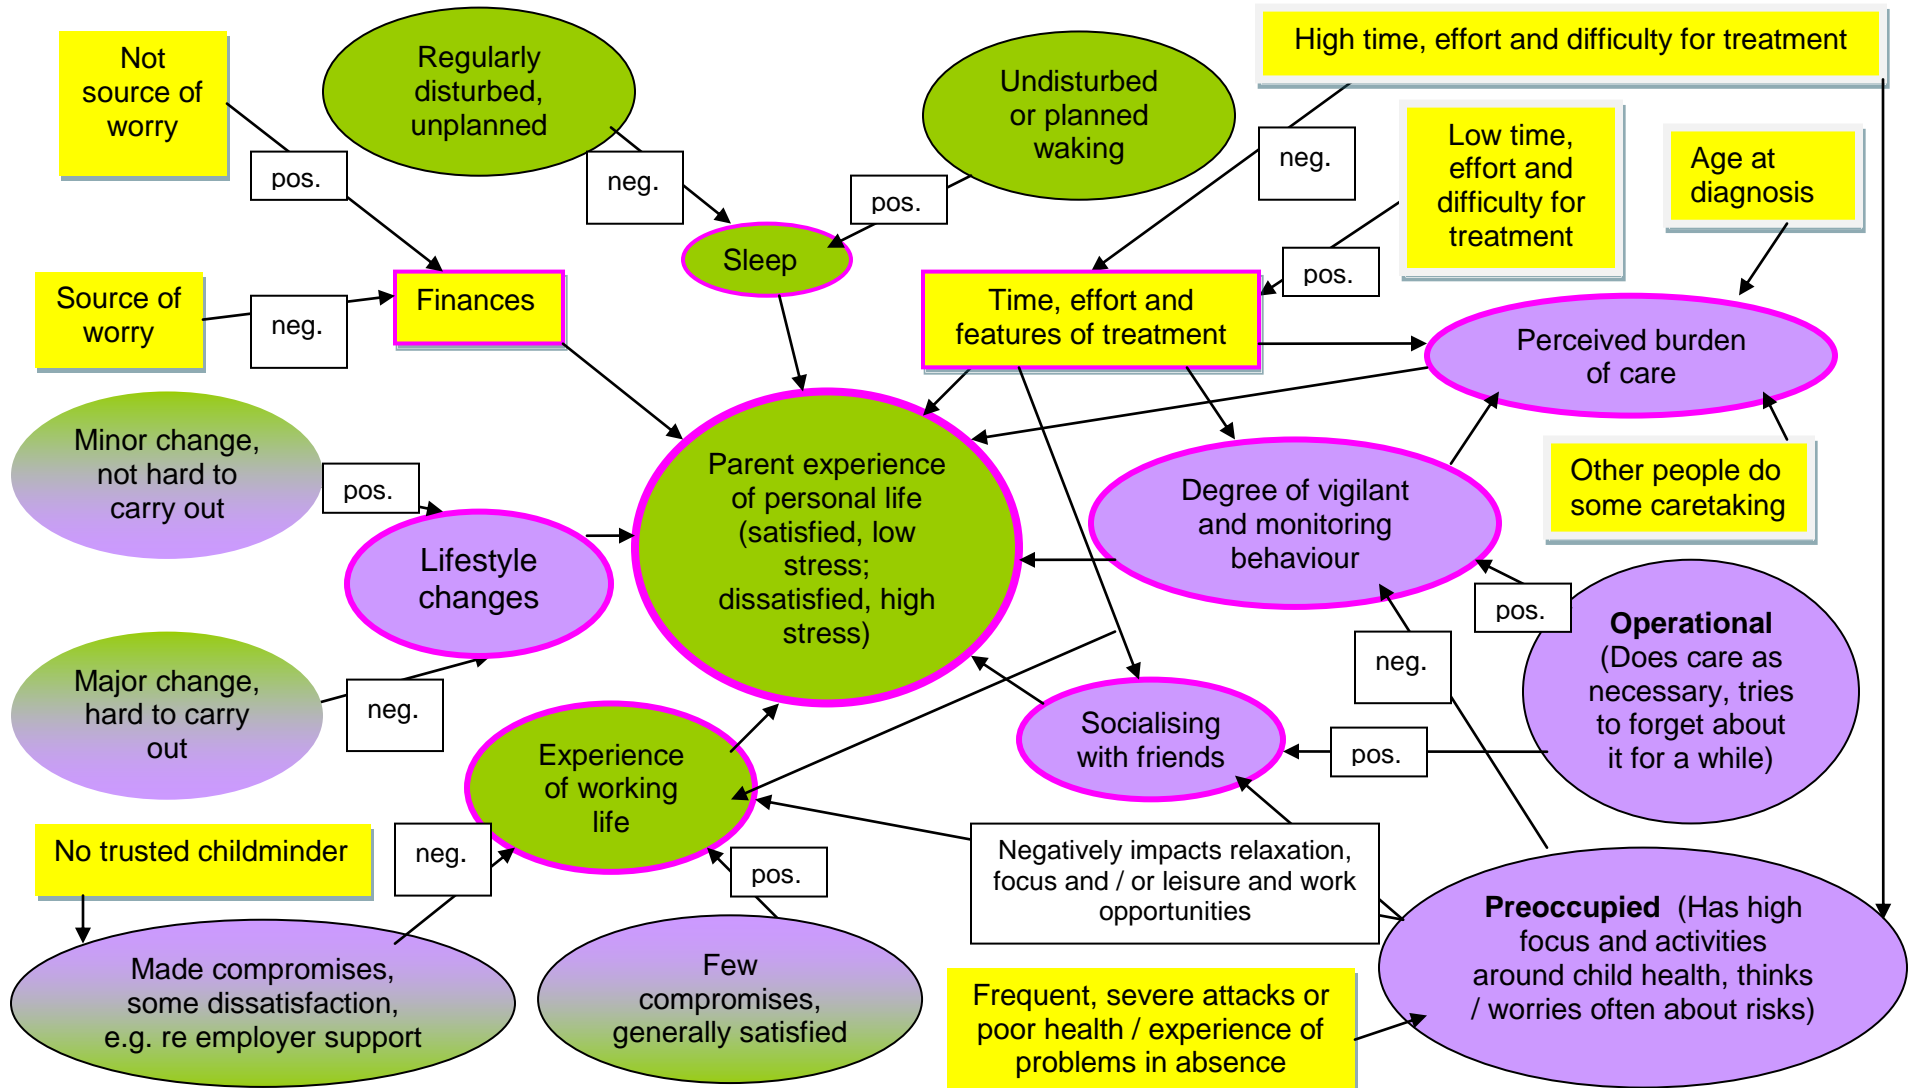 Not
source of
worry
pos.
Regularly
disturbed,
unplanned
neg.
Undisturbed
or planned
waking
pos.
High time, effort and difficulty for treatment
neg.
Low time,
effort and
difficulty for
treatment
pos.
Age at
diagnosis
Source of
worry
neg.
Finances
Sleep
Time, effort and
features of treatment
Perceived burden
of care
Minor change,
not hard to
carry out
pos.
Lifestyle
changes
Parent experience
of personal life
(satisfied, low
stress;
dissatisfied, high
stress)
Degree of vigilant
and monitoring
behaviour
Other people do
some caretaking
pos.
Operational
(Does care as
necessary, tries
to forget about
it for a while)
neg.
Major change,
hard to carry
out
neg.
Experience
of working
life
Socialising
with friends
pos.
No trusted childminder
neg.
pos.
Negatively impacts relaxation,
focus and / or leisure and work
opportunities
Made compromises,
some dissatisfaction,
e.g. re employer support
Few
compromises,
generally satisfied
Frequent, severe attacks or
poor health / experience of
problems in absence
Preoccupied (Has high
focus and activities
around child health, thinks
/ worries often about risks)